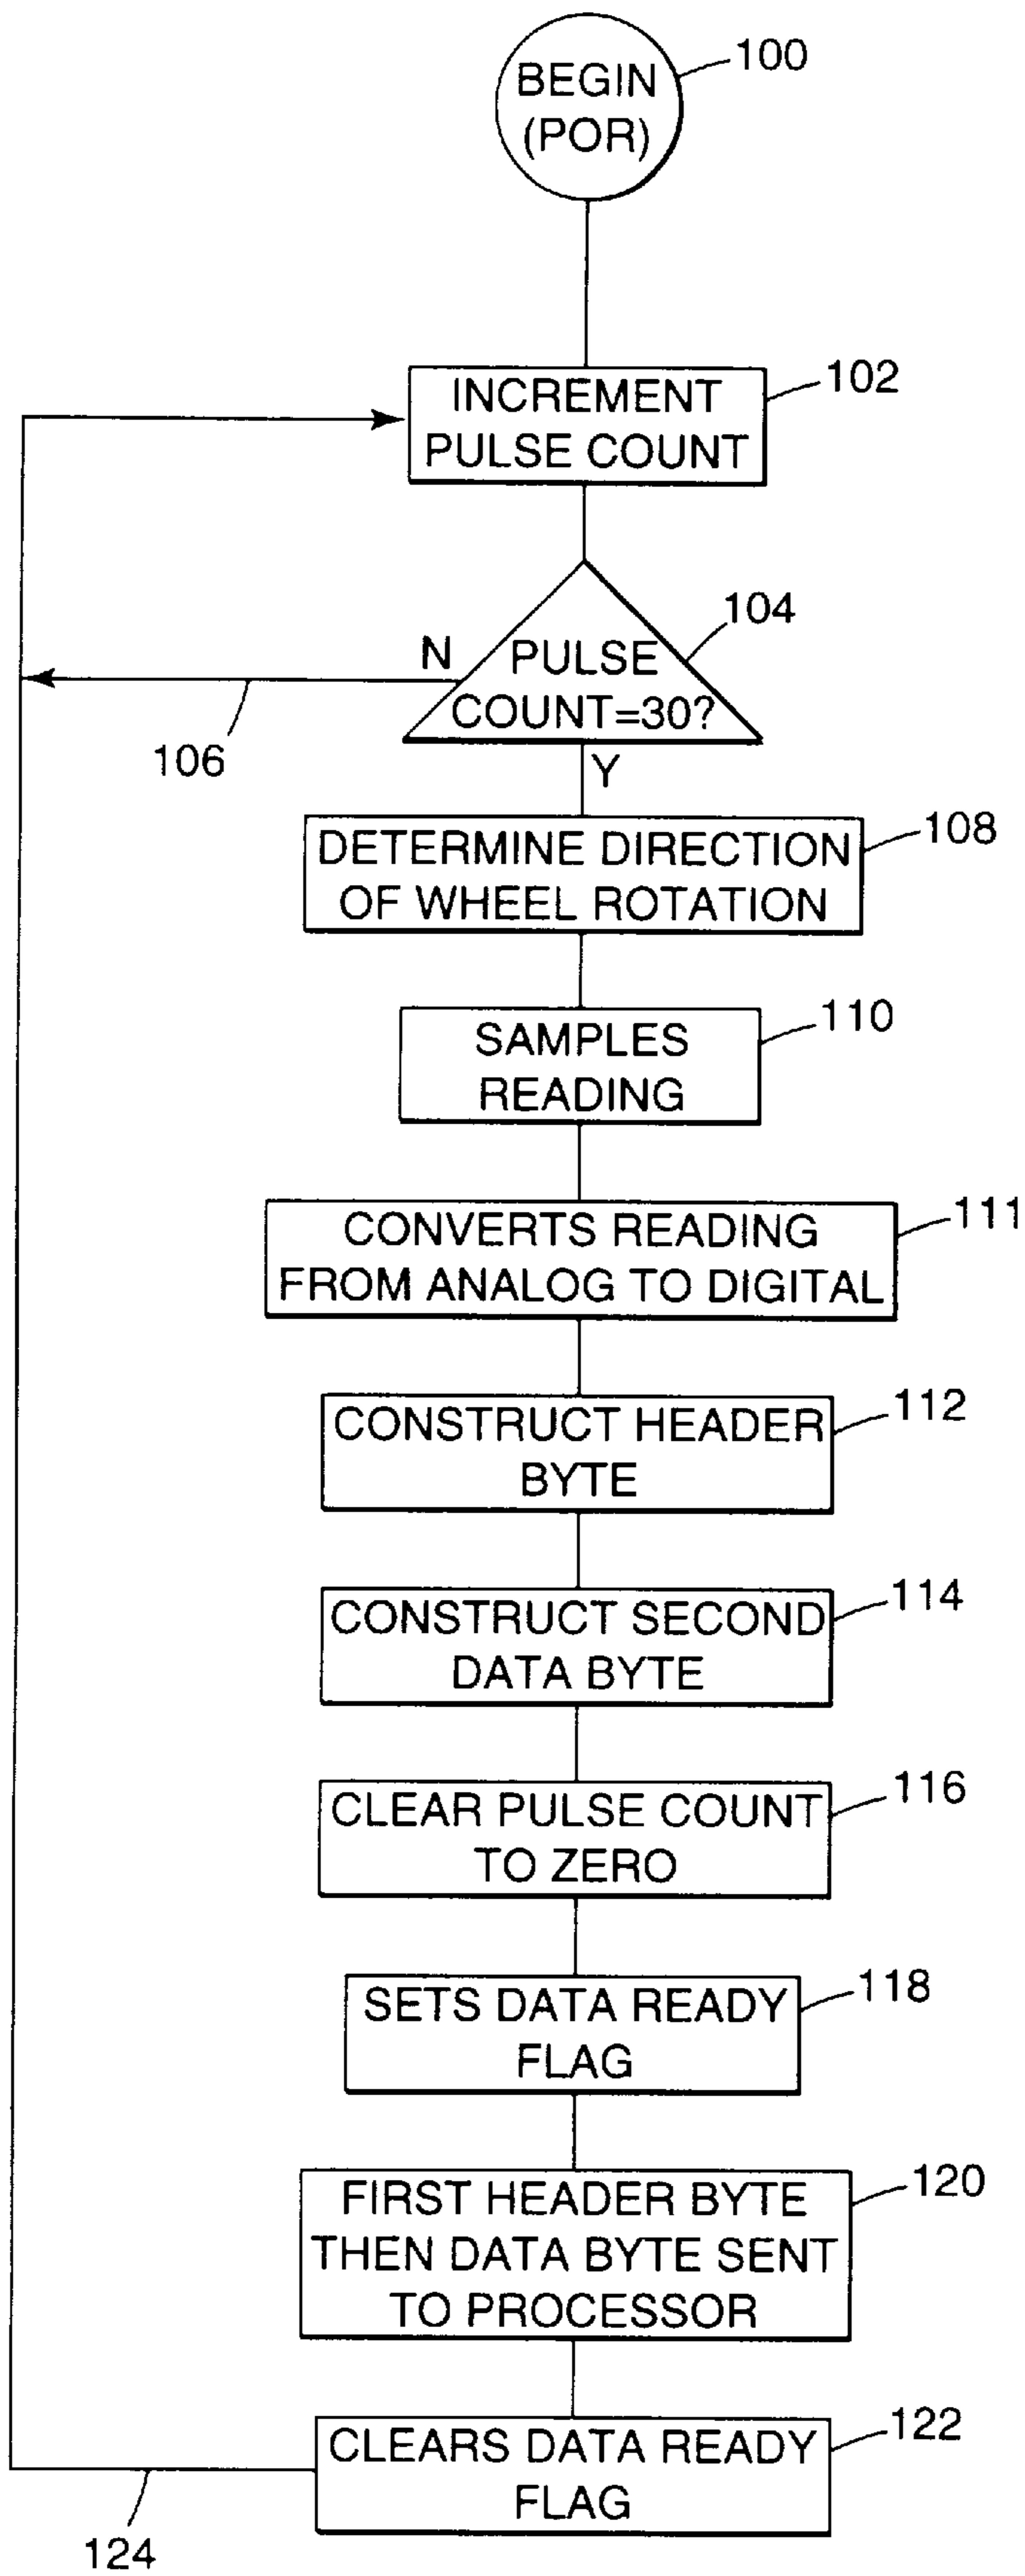 BEGIN
(POR)
100
INCREMENT
PULSE COUNT
102
PULSE
COUNT=30?
104
N
106
Y
DETERMINE DIRECTION
OF WHEEL ROTATION
108
SAMPLES
READING
110
CONVERTS READING
FROM ANALOG TO DIGITAL
111
CONSTRUCT HEADER
BYTE
112
CONSTRUCT SECOND
DATA BYTE
114
CLEAR PULSE COUNT
TO ZERO
116
SETS DATA READY
FLAG
118
FIRST HEADER BYTE
THEN DATA BYTE SENT
TO PROCESSOR
120
CLEARS DATA READY
FLAG
122
124